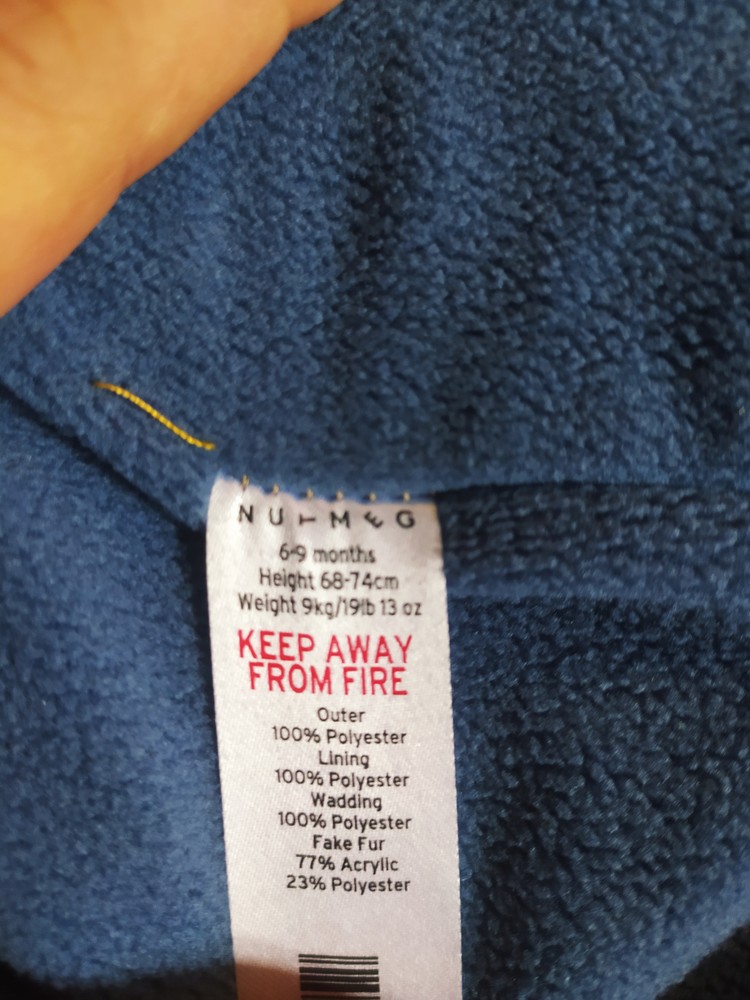 NUTMEG
6-9 months
Height 68-74cm
Weight 9kg/19lb 13 oz
KEEP AWAY
FROM FIRE
Outer
100% Polyester
Lining
100% Polyester
Wadding
100% Polyester
Fake Fur
77% Acrylic
23% Polyester